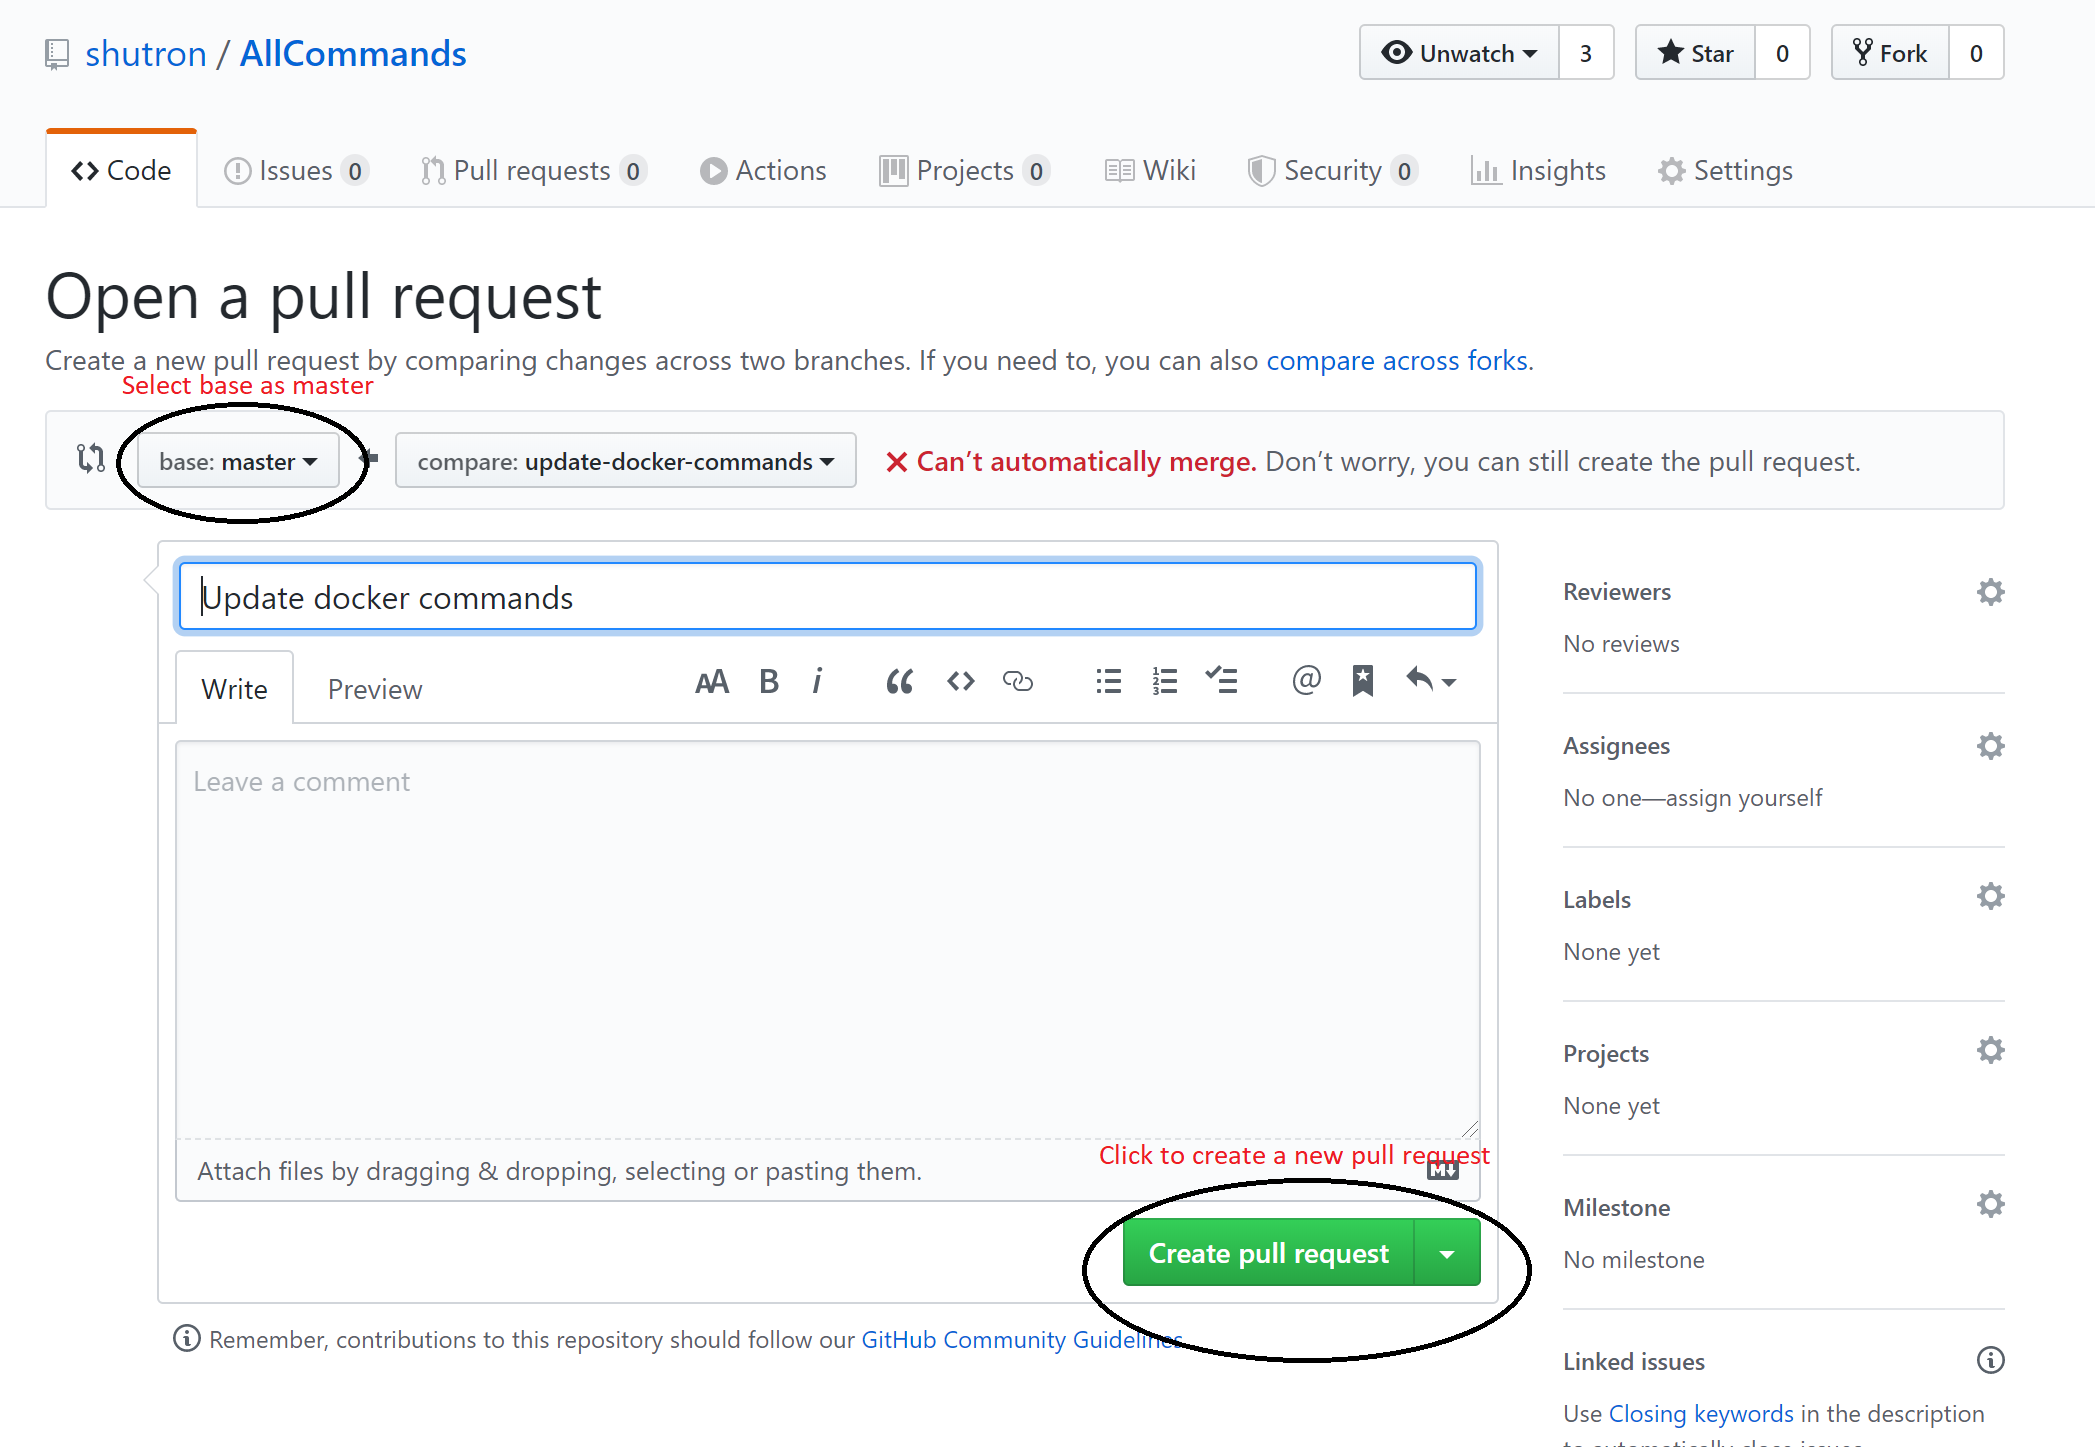 shutron / AllCommands
Unwatch 3 Star 0 Fork 0
Code Issues 0 Pull requests 0 Actions Projects 0 Wiki Security 0 Insights Settings
Open a pull request
Create a new pull request by comparing changes across two branches. If you need to, you can also compare across forks.
Select base as master
base: master compare: update-docker-commands Can’t automatically merge. Don’t worry, you can still create the pull request.
Update docker commands
Write Preview AA B i
Leave a comment
Attach files by dragging & dropping, selecting or pasting them.
Click to create a new pull request
Create pull request
Remember, contributions to this repository should follow our GitHub Community Guidelines
Reviewers
No reviews
Assignees
No one—assign yourself
Labels
None yet
Projects
None yet
Milestone
No milestone
Linked issues
Use Closing keywords in the description
to automatically close issues